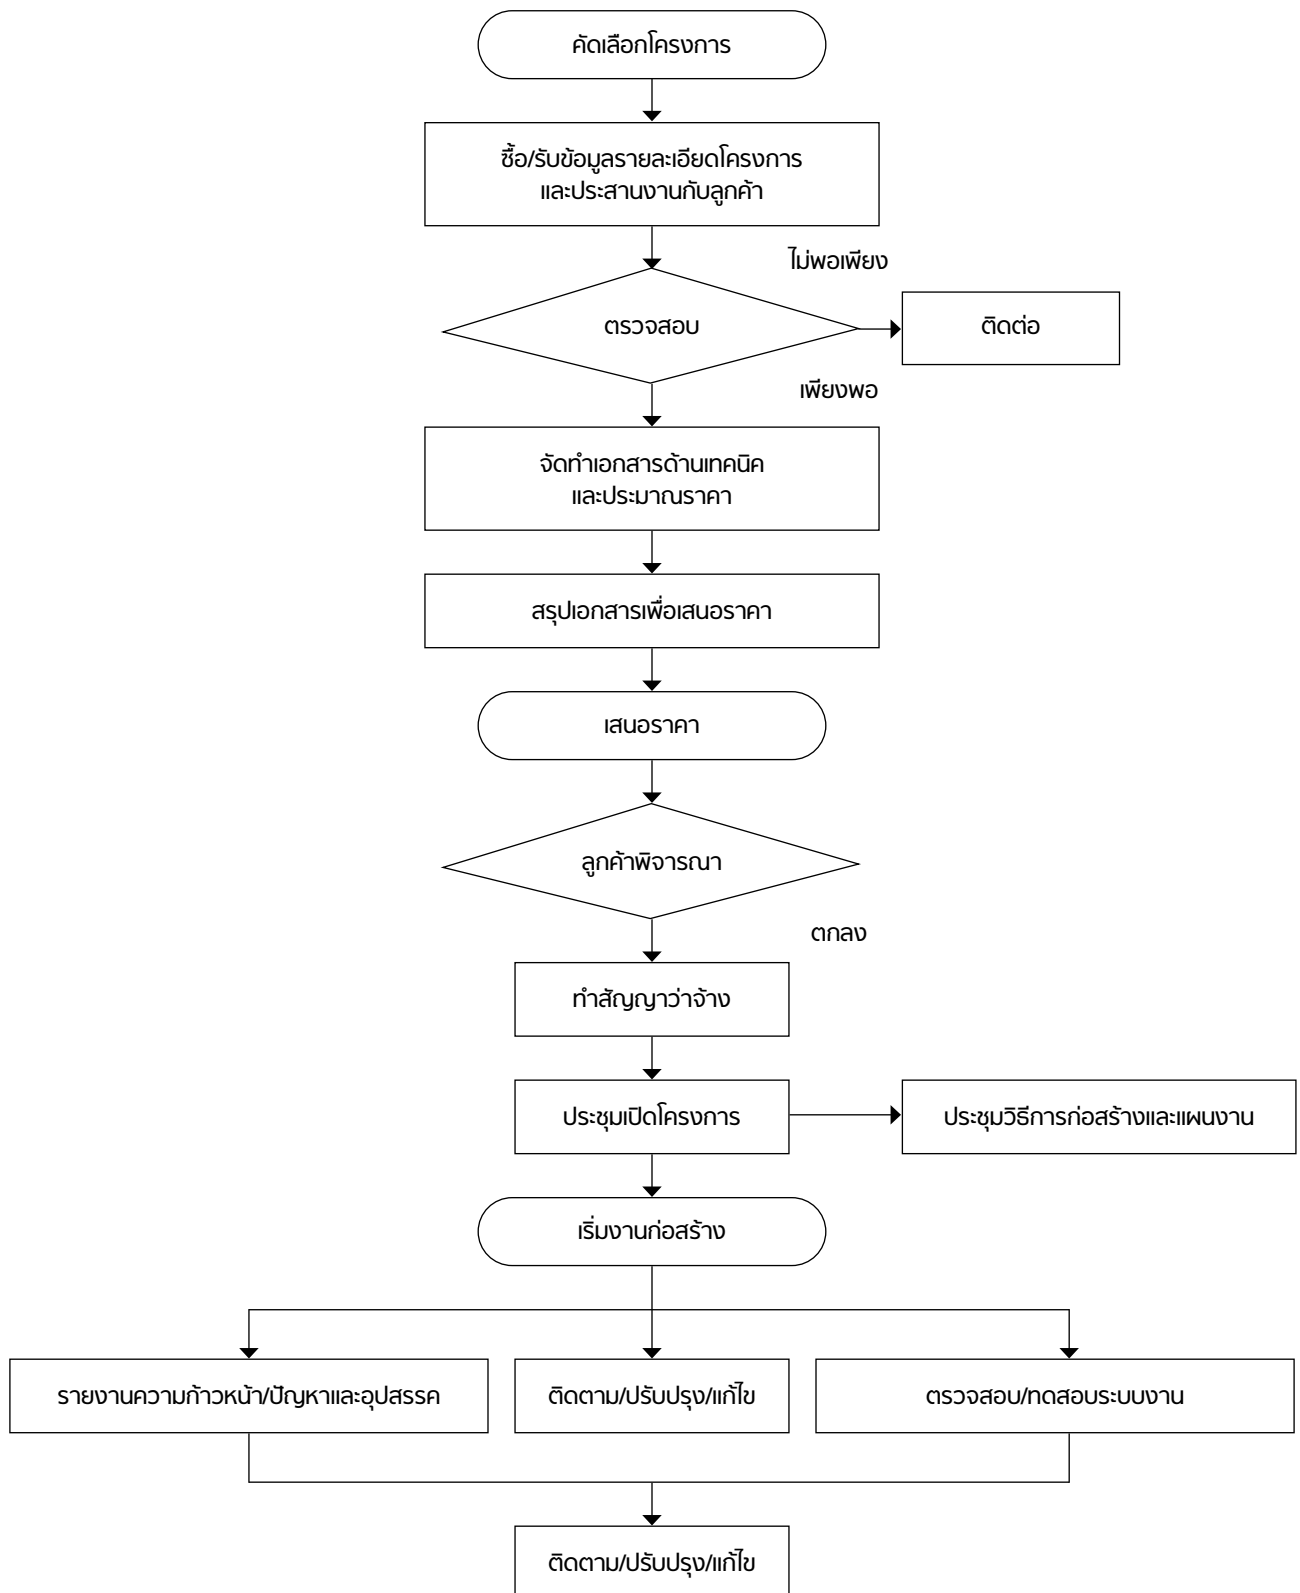 คัดเลือกโครงการ
ซื้อ/รับข้อมูลรายละเอียดโครงการ
และประสานงานกับลูกค้า
ไม่พอเพียง
ตรวจสอบ
ติดต่อ
เพียงพอ
จัดทำเอกสารด้านเทคนิค
และประมาณราคา
สรุปเอกสารเพื่อเสนอราคา
เสนอราคา
ลูกค้าพิจารณา
ตกลง
ทำสัญญาว่าจ้าง
ประชุมเปิดโครงการ
ประชุมวิธีการก่อสร้างและแผนงาน
เริ่มงานก่อสร้าง
รายงานความก้าวหน้า/ปัญหาและอุปสรรค
ติดตาม/ปรับปรุง/แก้ไข
ตรวจสอบ/ทดสอบระบบงาน
ติดตาม/ปรับปรุง/แก้ไข